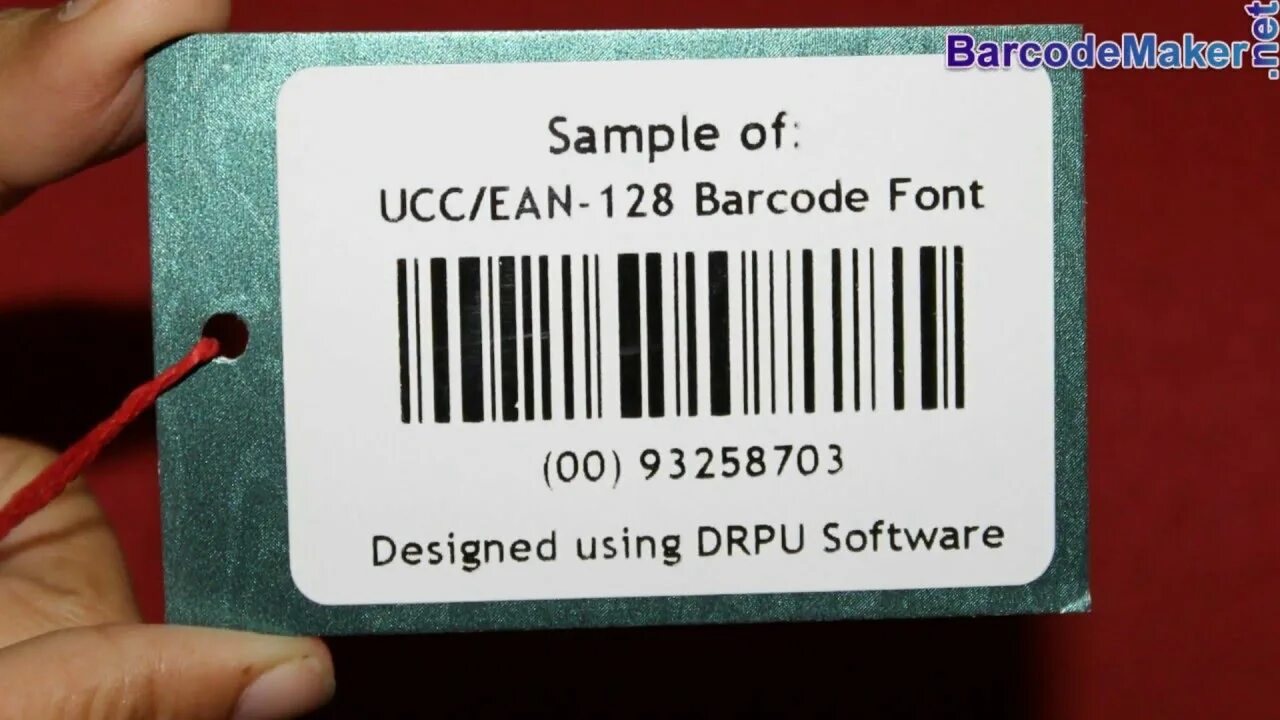 BarcodeMaker.net
Sample of:
UCC/EAN-128 Barcode Font
(00) 93258703
Designed using DRPU Software